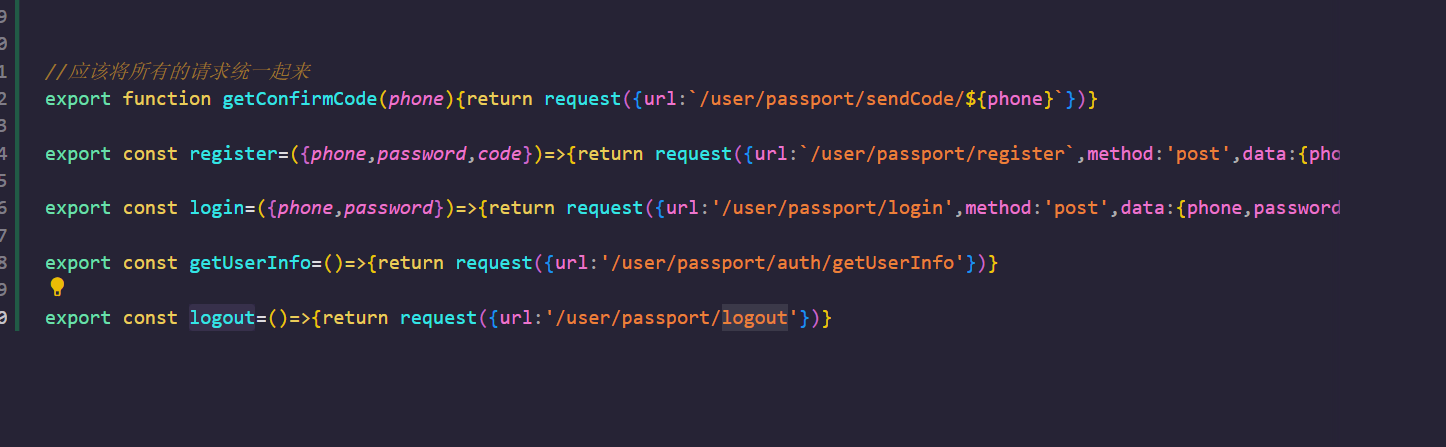 9
0
1 //应该将所有的请求统一起来
2 export function getConfirmCode(phone){return request({url:`/user/passport/sendCode/${phone}`})}
3
4 export const register=({phone,password,code})=>{return request({url:`/user/passport/register`,method:'post',data:{pho
5
6 export const login=({phone,password})=>{return request({url:'/user/passport/login',method:'post',data:{phone,password
7
8 export const getUserInfo=()=>{return request({url:'/user/passport/auth/getUserInfo'})}
9
0 export const logout=()=>{return request({url:'/user/passport/logout'})}